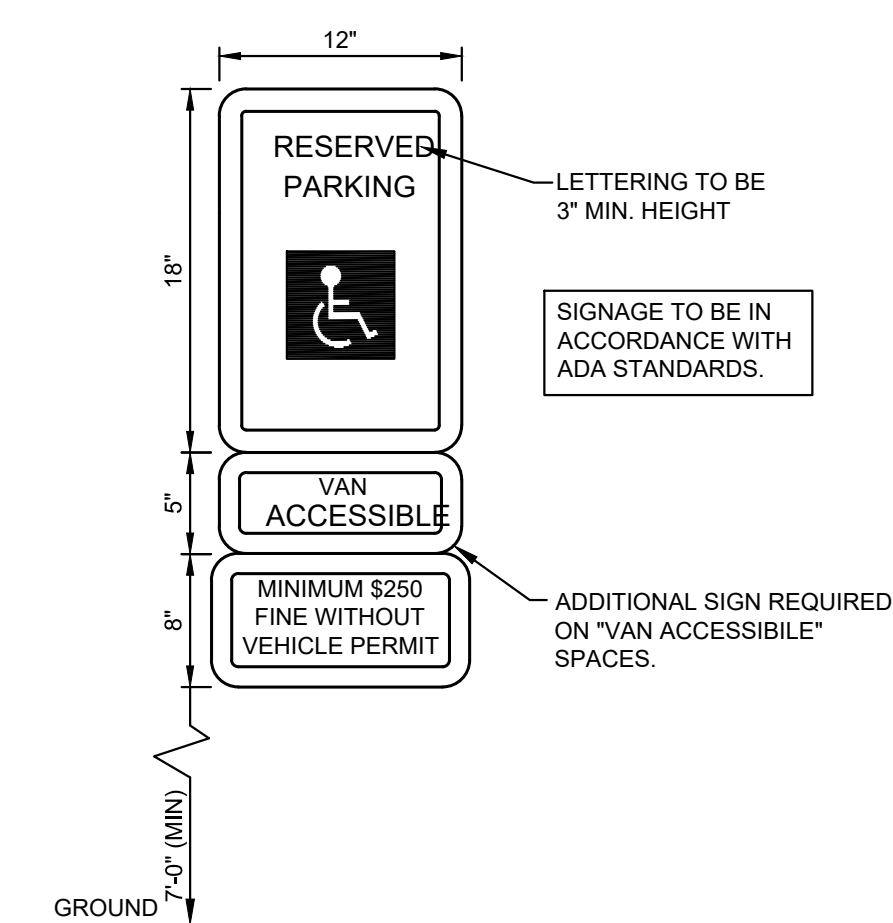 12"
RESERVED
PARKING
LETTERING TO BE
3" MIN. HEIGHT
18"
SIGNAGE TO BE IN
ACCORDANCE WITH
ADA STANDARDS.
VAN
ACCESSIBLE
5"
MINIMUM $250
FINE WITHOUT
VEHICLE PERMIT
8"
ADDITIONAL SIGN REQUIRED
ON "VAN ACCESSIBILE"
SPACES.
7'-0" (MIN)
GROUND